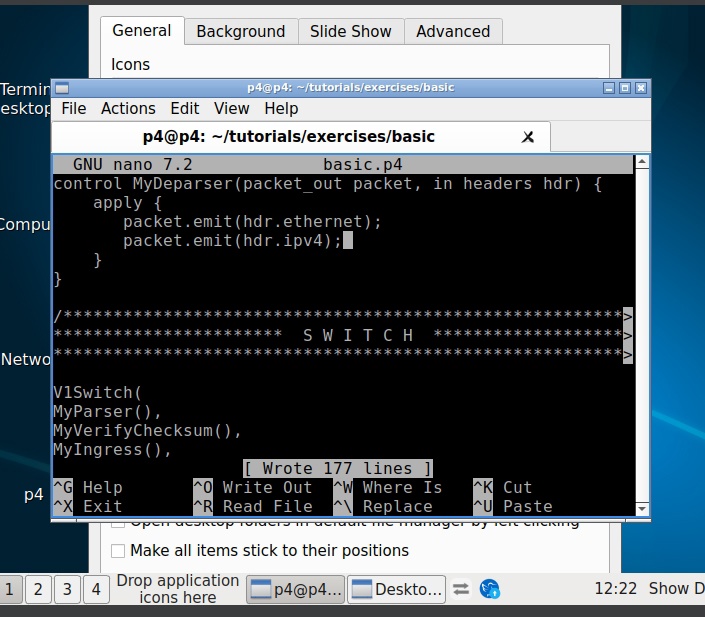 General Background Slide Show Advanced
Icons
Termin
esktop
p4@p4: ~/tutorials/exercises/basic
File Actions Edit View Help
p4@p4: ~/tutorials/exercises/basic
GNU nano 7.2 basic.p4
control MyDeparser(packet_out packet, in headers hdr) {
    apply {
       packet.emit(hdr.ethernet);
       packet.emit(hdr.ipv4);
    }
}
/********************************************************>
*********************** S W I T C H *******************>
*********************************************************>
V1Switch(
MyParser(),
MyVerifyChecksum(),
MyIngress(),
[ Wrote 177 lines ]
^G Help ^O Write Out ^W Where Is ^K Cut
^X Exit ^R Read File ^\ Replace ^U Paste
Compu
Netwo
p4
Open desktop folders in default file manager by left clicking
Make all items stick to their positions
1 2 3 4 Drop application icons here p4@p4... Deskto... 12:22 Show D